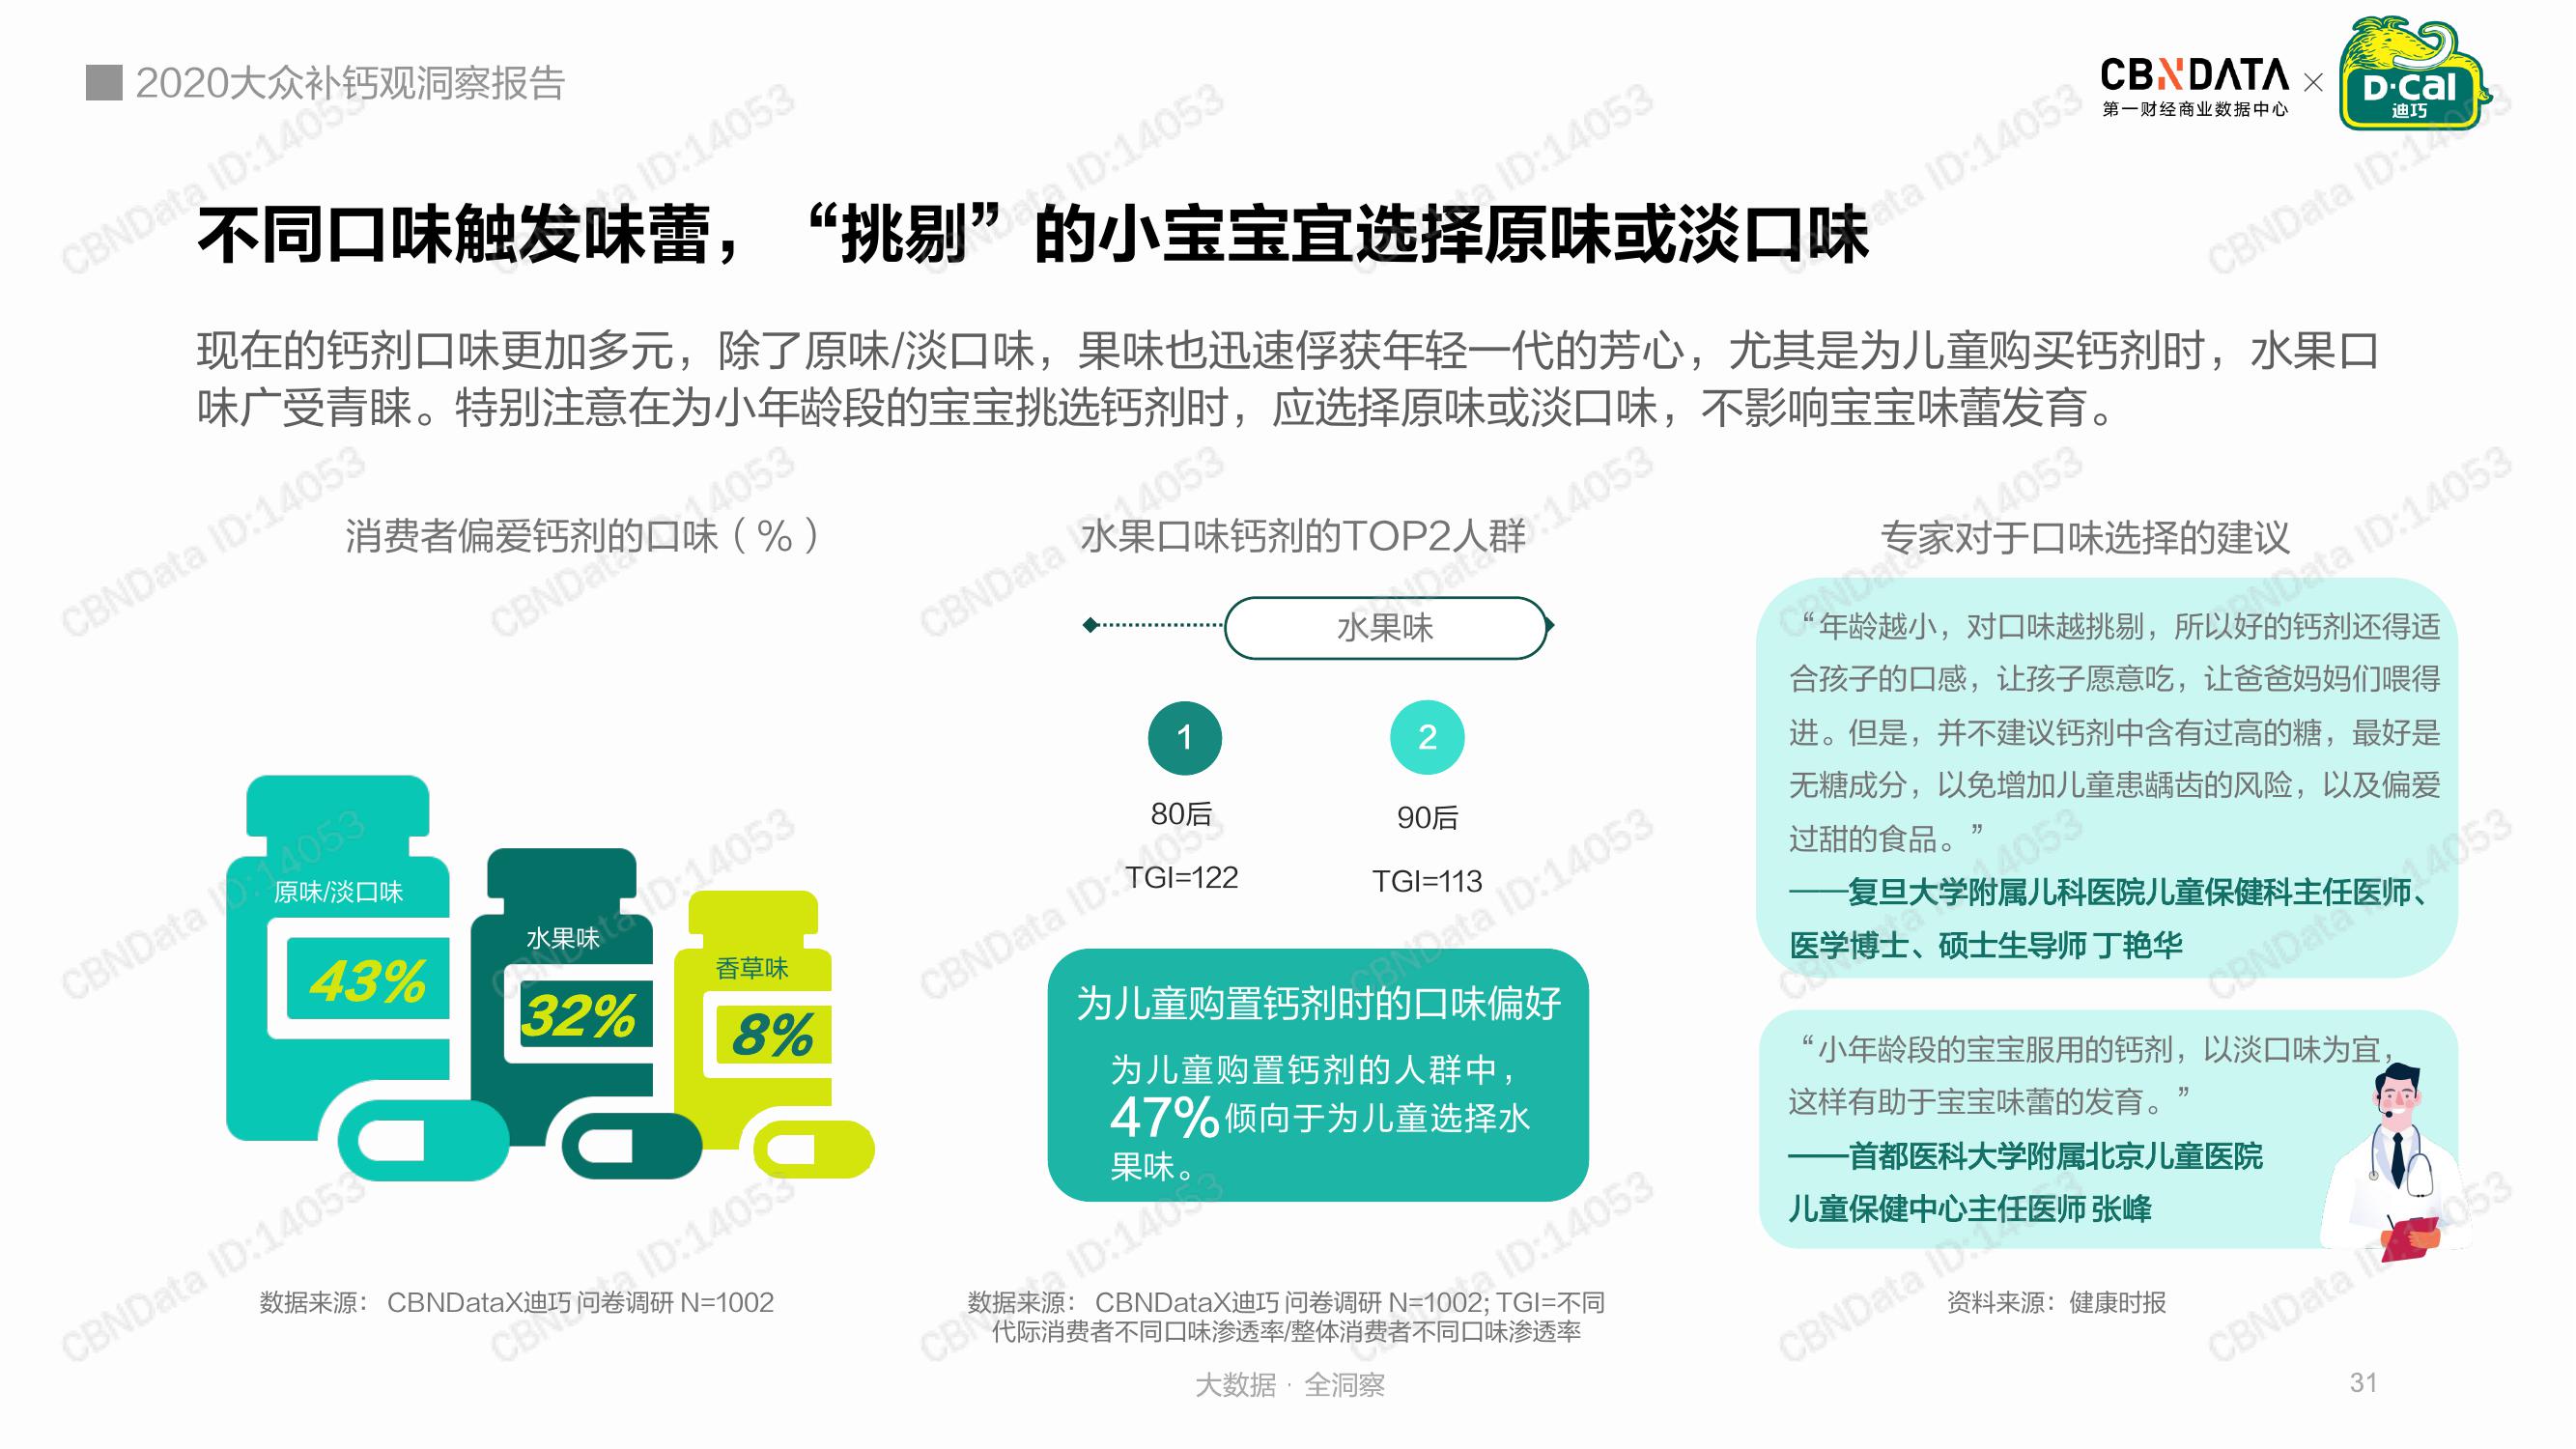 2020大众补钙观洞察报告
CBNDATA
第一财经商业数据中心
×
D·Cal
迪巧
不同口味触发味蕾，“挑剔”的小宝宝宜选择原味或淡口味
现在的钙剂口味更加多元，除了原味/淡口味，果味也迅速俘获年轻一代的芳心，尤其是为儿童购买钙剂时，水果口
味广受青睐。特别注意在为小年龄段的宝宝挑选钙剂时，应选择原味或淡口味，不影响宝宝味蕾发育。
消费者偏爱钙剂的口味（%）
原味/淡口味
43%
水果味
32%
香草味
8%
数据来源： CBNDataX迪巧 问卷调研 N=1002
水果口味钙剂的TOP2人群
水果味
1
2
80后
90后
TGI=122
TGI=113
为儿童购置钙剂时的口味偏好
为儿童购置钙剂的人群中，
47%倾向于为儿童选择水
果味。
数据来源： CBNDataX迪巧 问卷调研 N=1002; TGI=不同
代际消费者不同口味渗透率/整体消费者不同口味渗透率
专家对于口味选择的建议
“年龄越小，对口味越挑剔，所以好的钙剂还得适
合孩子的口感，让孩子愿意吃，让爸爸妈妈们喂得
进。但是，并不建议钙剂中含有过高的糖，最好是
无糖成分，以免增加儿童患龋齿的风险，以及偏爱
过甜的食品。”
——复旦大学附属儿科医院儿童保健科主任医师、
医学博士、硕士生导师 丁艳华
“小年龄段的宝宝服用的钙剂，以淡口味为宜，
这样有助于宝宝味蕾的发育。”
——首都医科大学附属北京儿童医院
儿童保健中心主任医师 张峰
资料来源：健康时报
大数据 · 全洞察
31
CBNData ID:14053